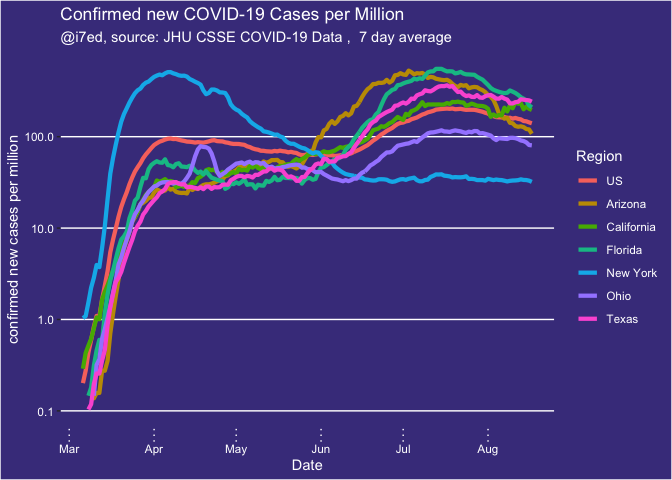 Confirmed new COVID-19 Cases per Million
@i7ed, source: JHU CSSE COVID-19 Data , 7 day average
confirmed new cases per million
100.0
10.0
1.0
0.1
Mar Apr May Jun Jul Aug
Date
Region
US
Arizona
California
Florida
New York
Ohio
Texas